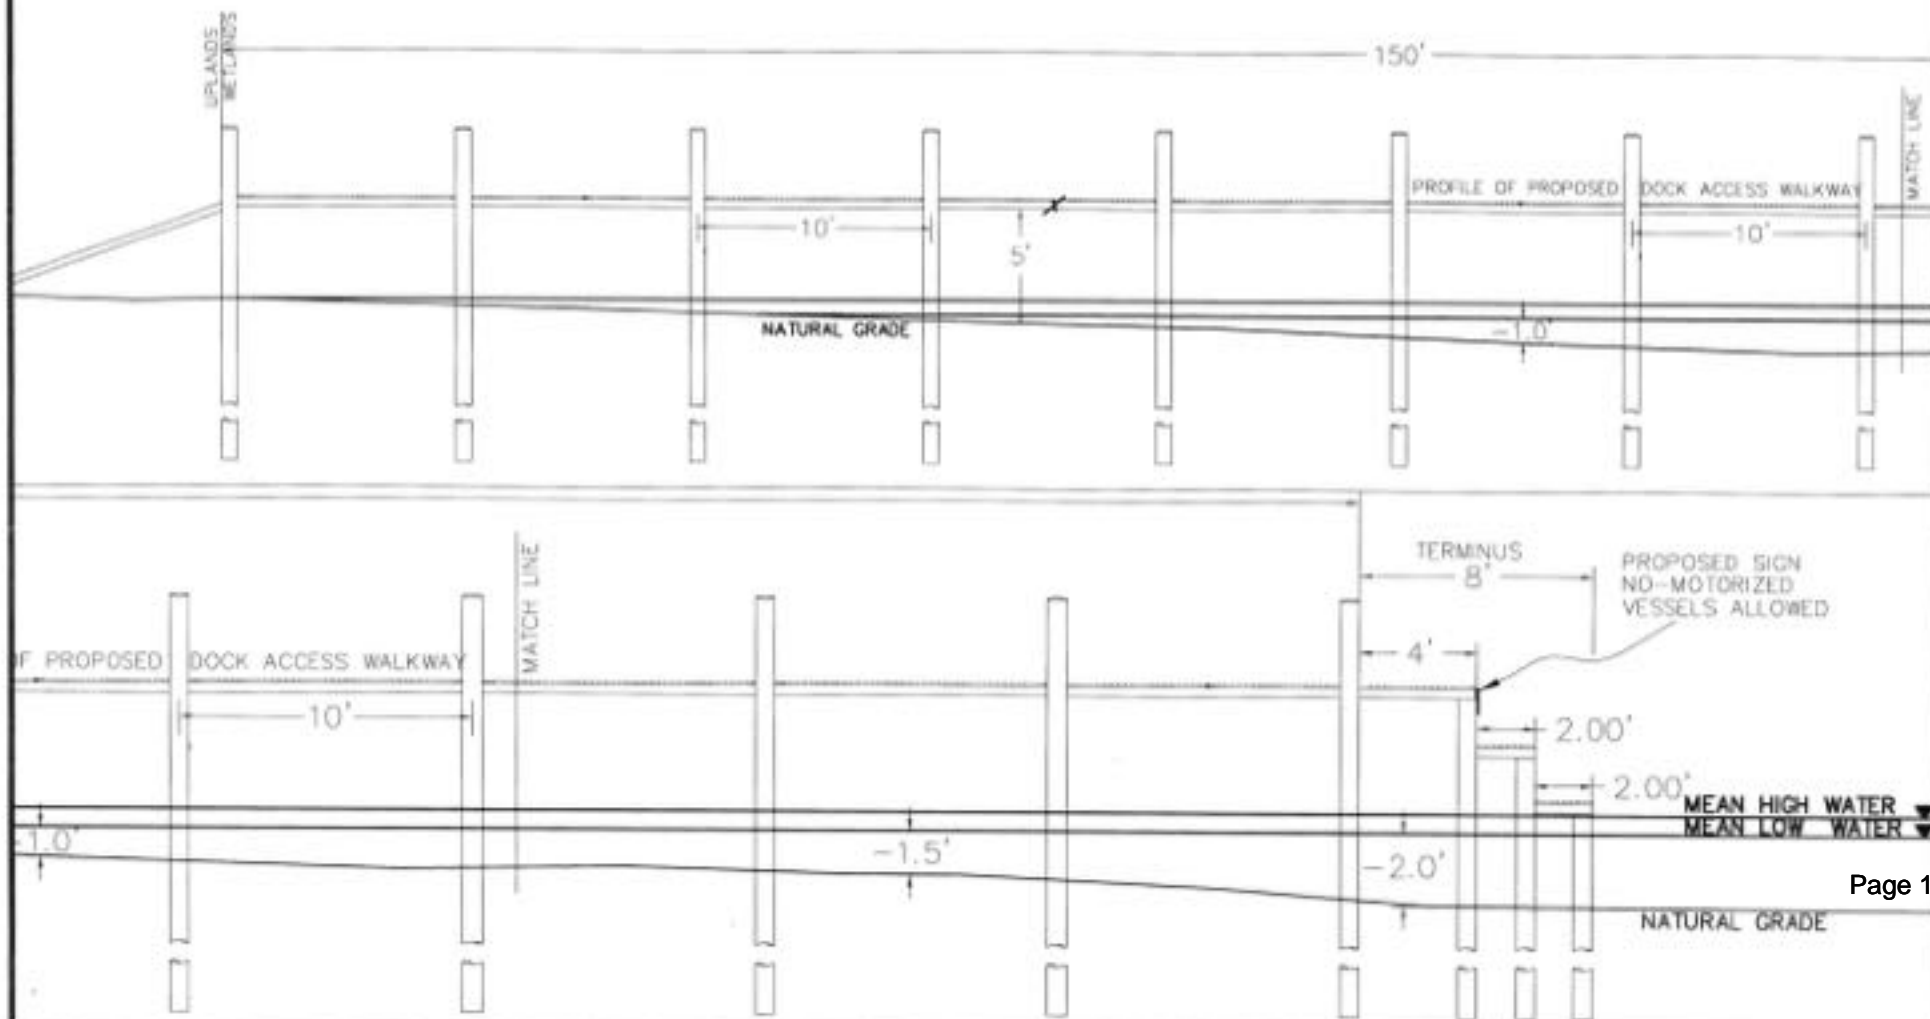 UPLANDS
WETLANDS
150'
MATCH LINE
PROFILE OF PROPOSED DOCK ACCESS WALKWAY
10'
5'
10'
NATURAL GRADE
-1.0'
MATCH LINE
TERMINUS
8'
PROPOSED SIGN
NO-MOTORIZED
VESSELS ALLOWED
OF PROPOSED DOCK ACCESS WALKWAY
4'
10'
2.00'
2.00'
MEAN HIGH WATER
MEAN LOW WATER
-1.0'
-1.5'
-2.0'
Page 1
NATURAL GRADE